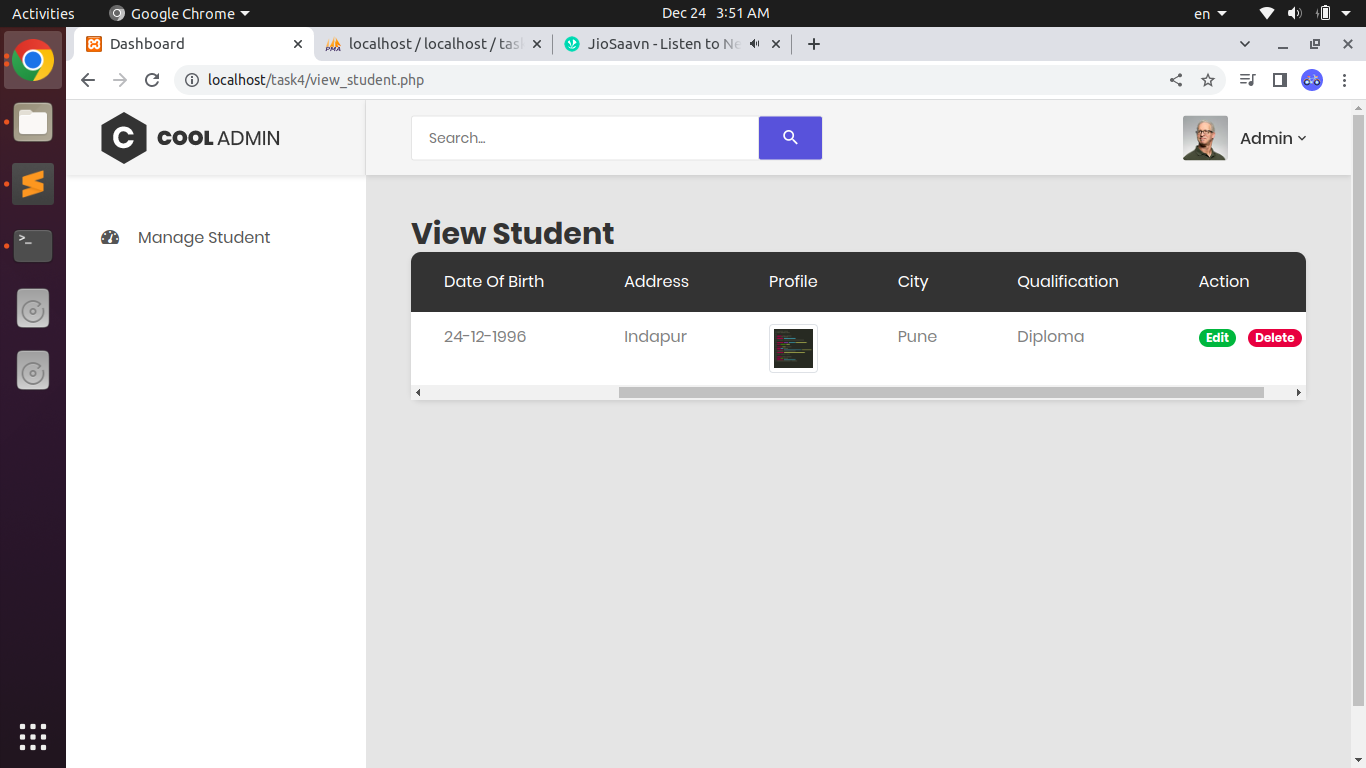 Activities Google Chrome Dec 24 3:51 AM en
Dashboard localhost / localhost / tas JioSaavn - Listen to Ne
localhost/task4/view_student.php
C COOL ADMIN Search... Admin
Manage Student
View Student
Date Of Birth Address Profile City Qualification Action
24-12-1996 Indapur Pune Diploma Edit Delete